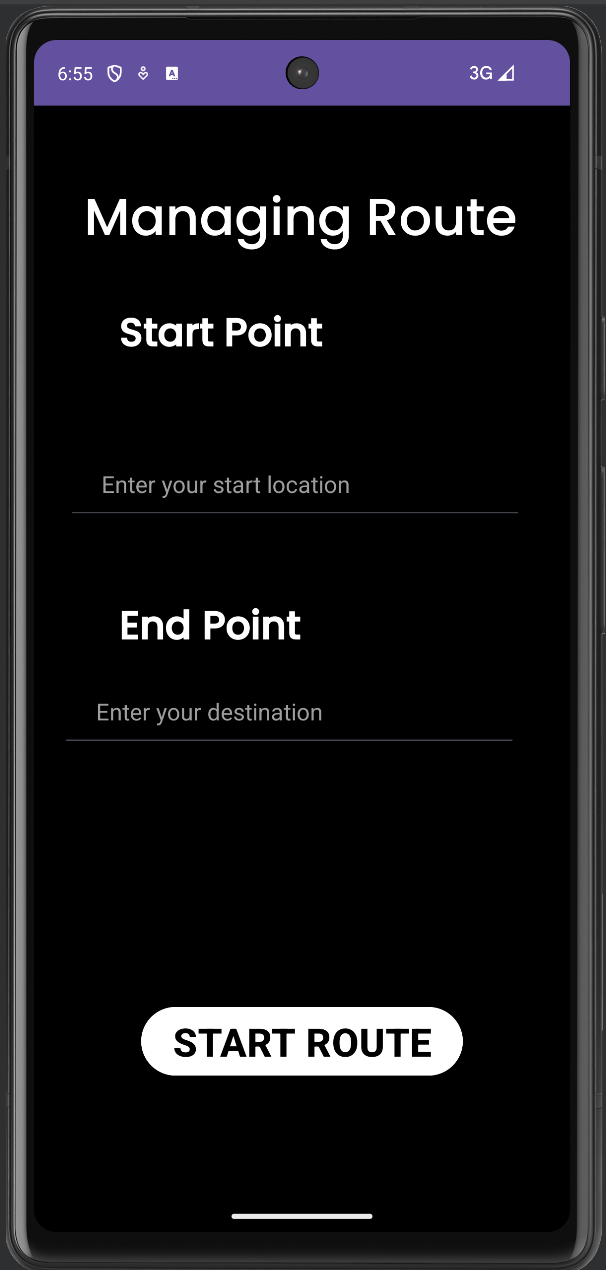 6:55 3G
Managing Route
Start Point
Enter your start location
End Point
Enter your destination
START ROUTE